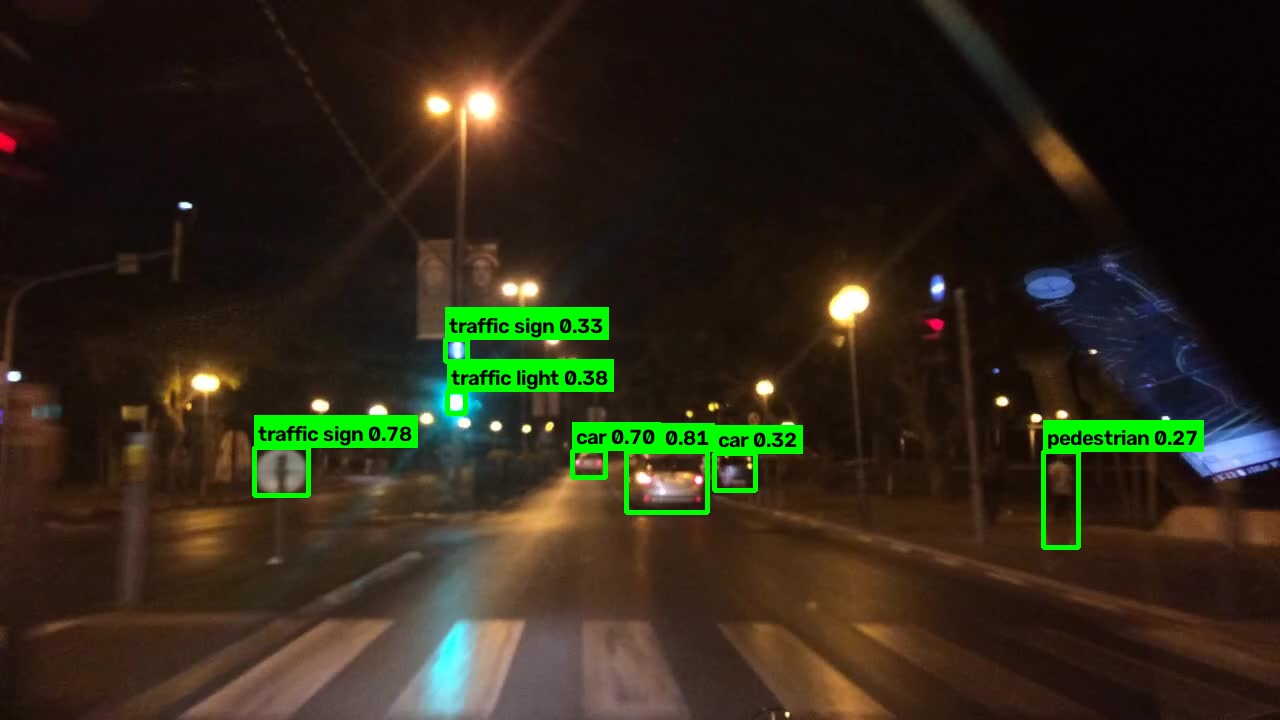 traffic sign 0.33
traffic light 0.38
traffic sign 0.78
car 0.70
0.81
car 0.32
pedestrian 0.27